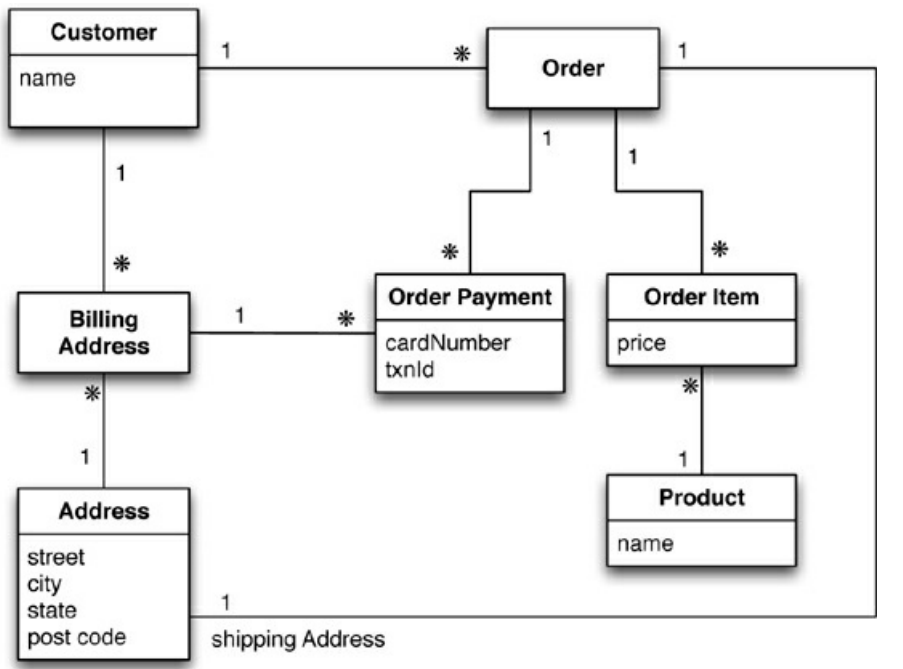 Customer
name
1
*
Order
1
1
*
1
*
1
*
Billing
Address
1
*
Order Payment
cardNumber
txnId
Order Item
price
*
1
*
1
Product
name
Address
street
city
state
post code
1
shipping Address